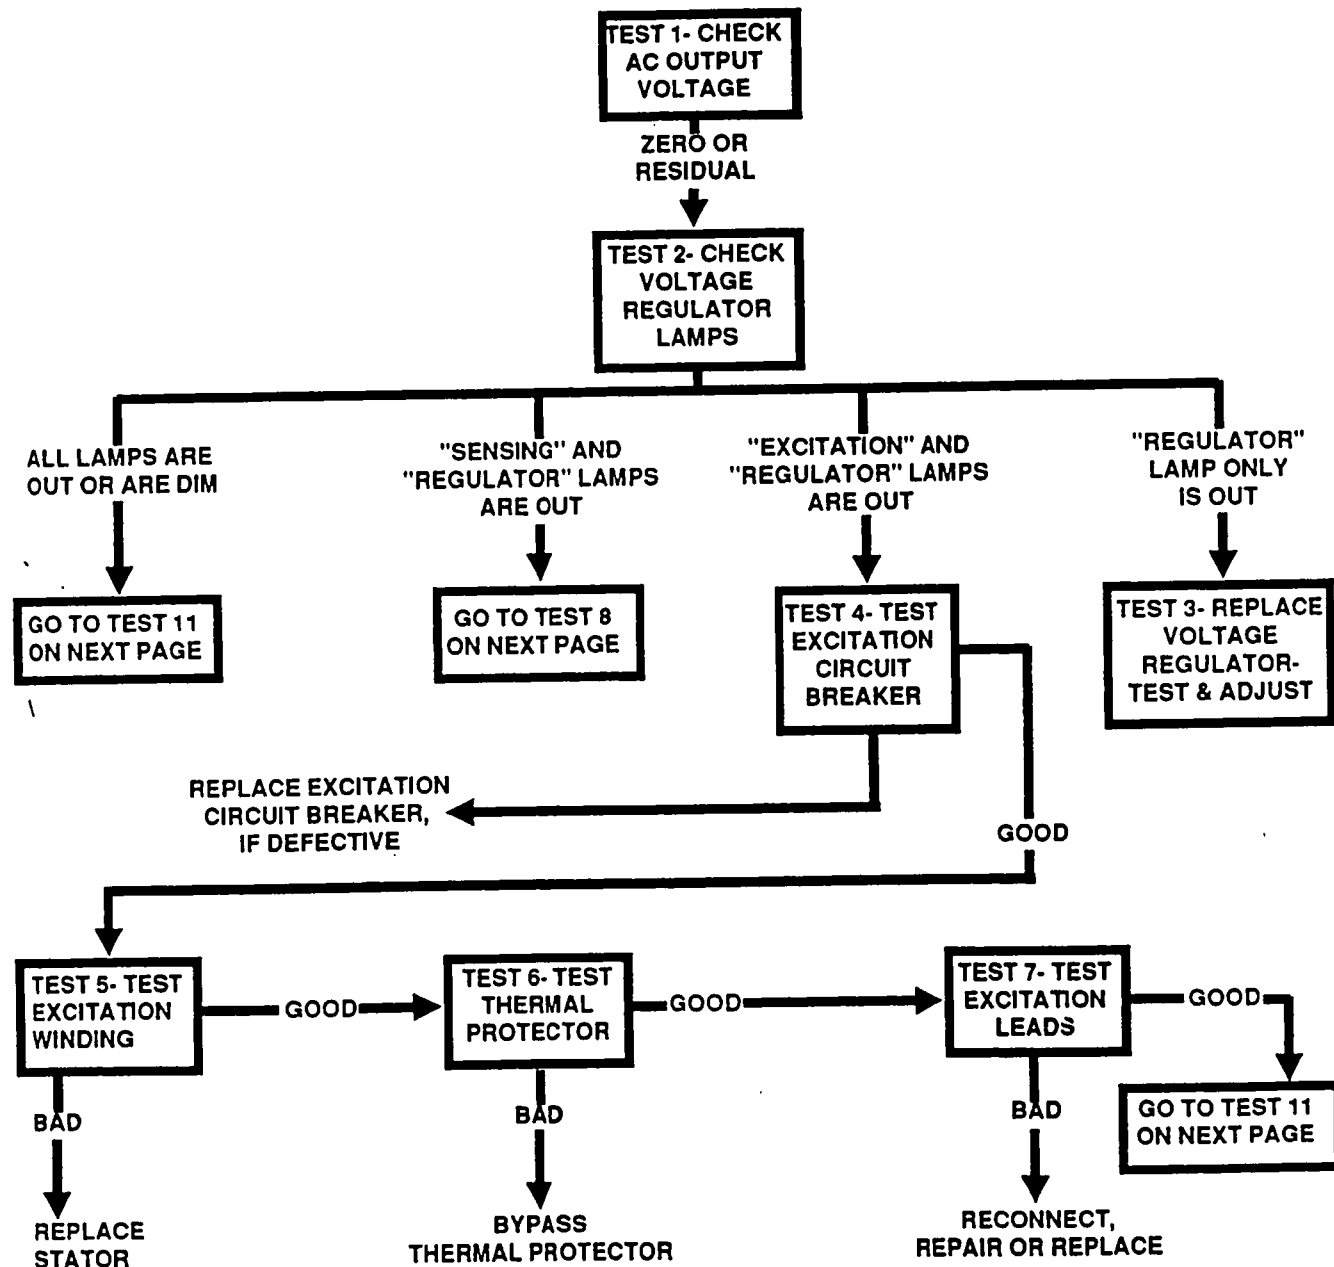 TEST 1- CHECK
AC OUTPUT
VOLTAGE
ZERO OR
RESIDUAL
TEST 2- CHECK
VOLTAGE
REGULATOR
LAMPS
ALL LAMPS ARE
OUT OR ARE DIM
"SENSING" AND
"REGULATOR" LAMPS
ARE OUT
"EXCITATION" AND
"REGULATOR" LAMPS
ARE OUT
"REGULATOR"
LAMP ONLY
IS OUT
GO TO TEST 11
ON NEXT PAGE
GO TO TEST 8
ON NEXT PAGE
TEST 4- TEST
EXCITATION
CIRCUIT
BREAKER
TEST 3- REPLACE
VOLTAGE
REGULATOR-
TEST & ADJUST
REPLACE EXCITATION
CIRCUIT BREAKER,
IF DEFECTIVE
GOOD
TEST 5- TEST
EXCITATION
WINDING
GOOD
TEST 6- TEST
THERMAL
PROTECTOR
GOOD
TEST 7- TEST
EXCITATION
LEADS
GOOD
BAD
BAD
BAD
GO TO TEST 11
ON NEXT PAGE
REPLACE
STATOR
BYPASS
THERMAL PROTECTOR
RECONNECT,
REPAIR OR REPLACE